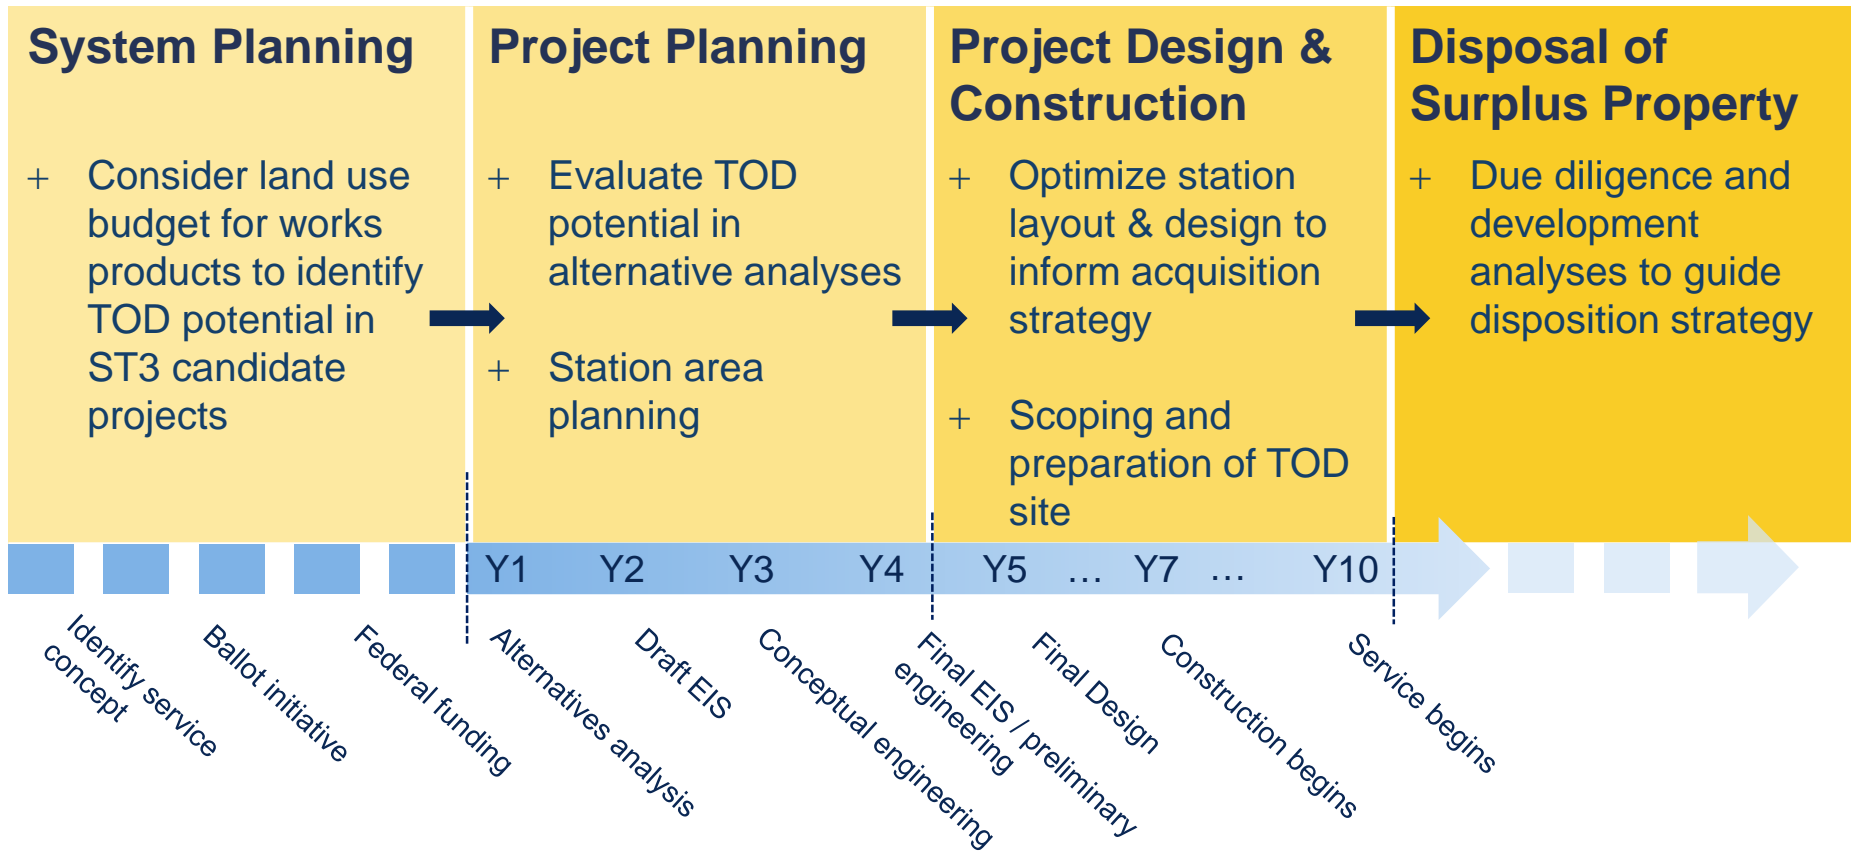 System Planning
+ Consider land use
budget for works
products to identify
TOD potential in
ST3 candidate
projects
Project Planning
+ Evaluate TOD
potential in
alternative analyses
+ Station area
planning
Project Design &
Construction
+ Optimize station
layout & design to
inform acquisition
strategy
+ Scoping and
preparation of TOD
site
Disposal of
Surplus Property
+ Due diligence and
development
analyses to guide
disposition strategy
Y1 Y2 Y3 Y4 Y5 ... Y7 ... Y10
Identify service
concept
Ballot initiative
Federal funding
Alternatives analysis
Draft EIS
Conceptual engineering
Final EIS / preliminary
engineering
Final Design
Construction begins
Service begins